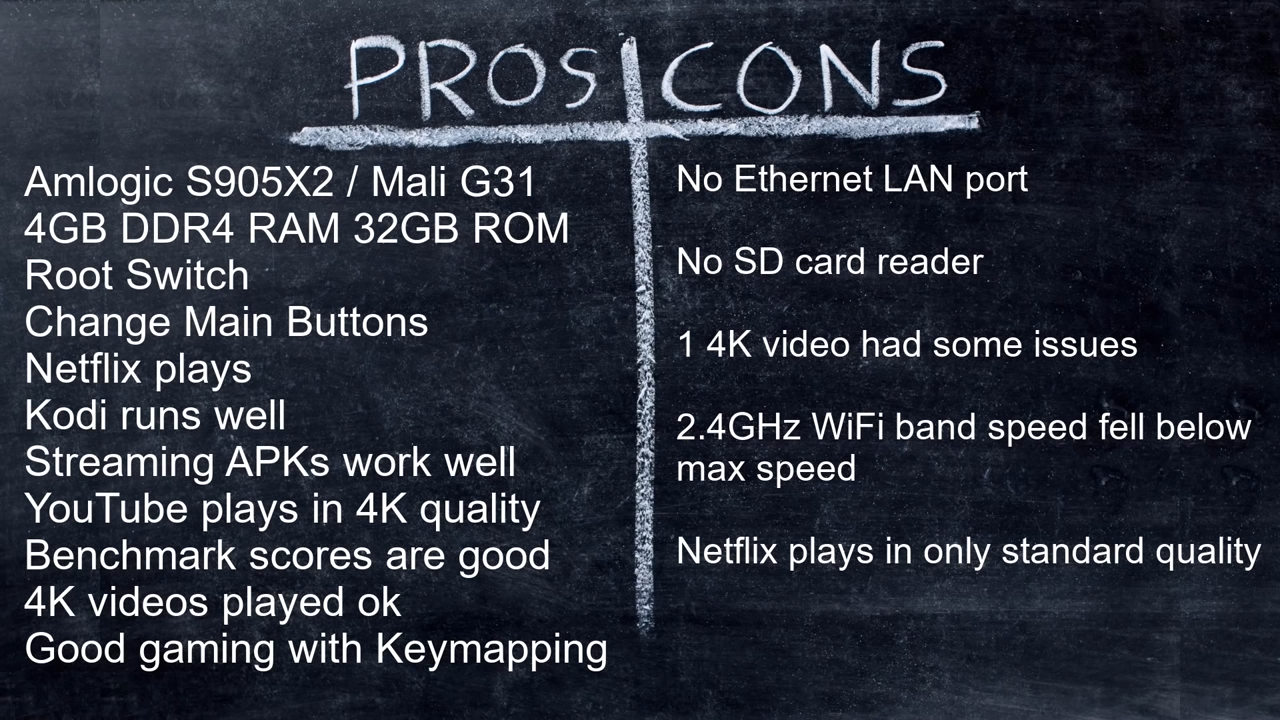 PROS CONS
Amlogic S905X2 / Mali G31
4GB DDR4 RAM 32GB ROM
Root Switch
Change Main Buttons
Netflix plays
Kodi runs well
Streaming APKs work well
YouTube plays in 4K quality
Benchmark scores are good
4K videos played ok
Good gaming with Keymapping
No Ethernet LAN port
No SD card reader
1 4K video had some issues
2.4GHz WiFi band speed fell below
max speed
Netflix plays in only standard quality